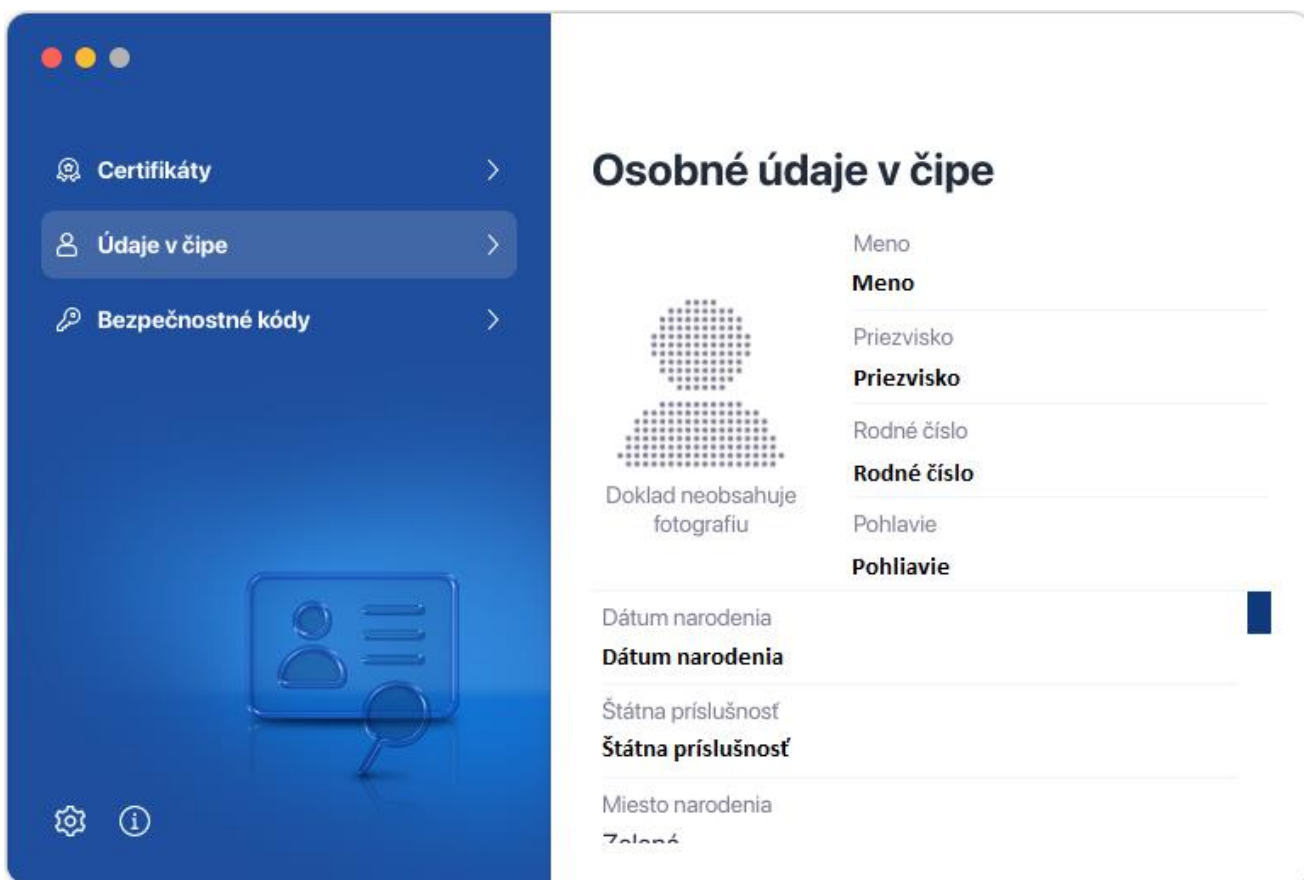 Certifikáty
Údaje v čipe
Bezpečnostné kódy
Osobné údaje v čipe
Doklad neobsahuje
fotografiu
Meno
Meno
Priezvisko
Priezvisko
Rodné číslo
Rodné číslo
Pohlavie
Pohliavie
Dátum narodenia
Dátum narodenia
Štátna príslušnosť
Štátna príslušnosť
Miesto narodenia